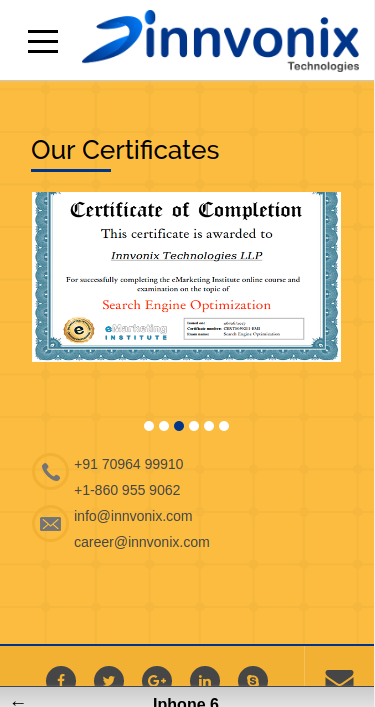 innvonix
Technologies
Our Certificates
Certificate of Completion
This certificate is awarded to
Innvonix Technologies LLP
For successfully completing the eMarketing Institute online course and
examination on the topic of
Search Engine Optimization
eMarketing
INSTITUTE
Issued on:
Certificate number:
Exam name: Search Engine Optimization
+91 70964 99910
+1-860 955 9062
info@innvonix.com
career@innvonix.com
Iphone 6